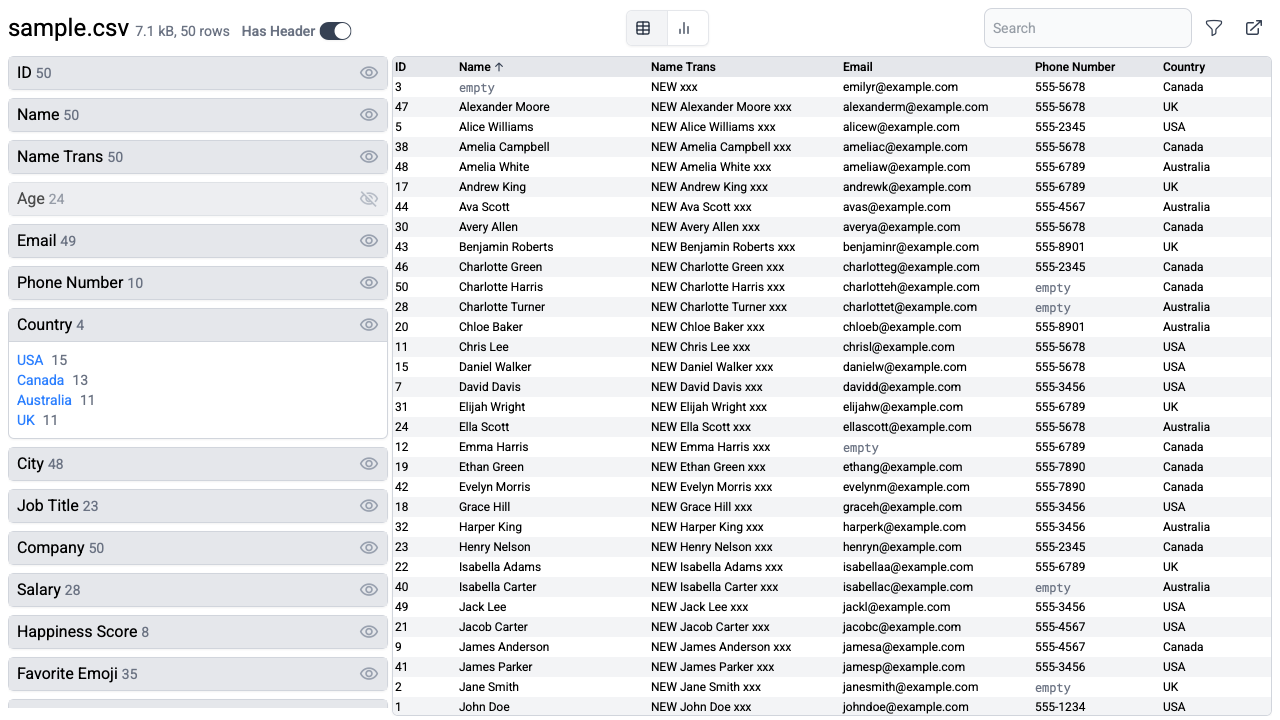 sample.csv 7.1 kB, 50 rows Has Header Search
ID 50
Name 50
Name Trans 50
Age 24
Email 49
Phone Number 10
Country 4
USA 15
Canada 13
Australia 11
UK 11
City 48
Job Title 23
Company 50
Salary 28
Happiness Score 8
Favorite Emoji 35
ID Name ↑ Name Trans Email Phone Number Country
3 empty NEW xxx emilyr@example.com 555-5678 Canada
47 Alexander Moore NEW Alexander Moore xxx alexanderm@example.com 555-5678 UK
5 Alice Williams NEW Alice Williams xxx alicew@example.com 555-2345 USA
38 Amelia Campbell NEW Amelia Campbell xxx ameliac@example.com 555-5678 Canada
48 Amelia White NEW Amelia White xxx ameliaw@example.com 555-6789 Australia
17 Andrew King NEW Andrew King xxx andrewk@example.com 555-6789 UK
44 Ava Scott NEW Ava Scott xxx avas@example.com 555-4567 Australia
30 Avery Allen NEW Avery Allen xxx averya@example.com 555-5678 Canada
43 Benjamin Roberts NEW Benjamin Roberts xxx benjaminr@example.com 555-8901 UK
46 Charlotte Green NEW Charlotte Green xxx charlotteg@example.com 555-2345 Canada
50 Charlotte Harris NEW Charlotte Harris xxx charlotteh@example.com empty Canada
28 Charlotte Turner NEW Charlotte Turner xxx charlottet@example.com empty Australia
20 Chloe Baker NEW Chloe Baker xxx chloeb@example.com 555-8901 Australia
11 Chris Lee NEW Chris Lee xxx chrisl@example.com 555-5678 USA
15 Daniel Walker NEW Daniel Walker xxx danielw@example.com 555-5678 USA
7 David Davis NEW David Davis xxx davidd@example.com 555-3456 USA
31 Elijah Wright NEW Elijah Wright xxx elijahw@example.com 555-6789 UK
24 Ella Scott NEW Ella Scott xxx ellascott@example.com 555-5678 Australia
12 Emma Harris NEW Emma Harris xxx empty 555-6789 Canada
19 Ethan Green NEW Ethan Green xxx ethang@example.com 555-7890 Canada
42 Evelyn Morris NEW Evelyn Morris xxx evelynm@example.com 555-7890 Canada
18 Grace Hill NEW Grace Hill xxx graceh@example.com 555-3456 USA
32 Harper King NEW Harper King xxx harperk@example.com 555-3456 Australia
23 Henry Nelson NEW Henry Nelson xxx henryn@example.com 555-2345 Canada
22 Isabella Adams NEW Isabella Adams xxx isabellaa@example.com 555-6789 UK
40 Isabella Carter NEW Isabella Carter xxx isabellac@example.com empty Australia
49 Jack Lee NEW Jack Lee xxx jackl@example.com 555-3456 USA
21 Jacob Carter NEW Jacob Carter xxx jacobc@example.com 555-4567 USA
9 James Anderson NEW James Anderson xxx jamesa@example.com 555-4567 Canada
41 James Parker NEW James Parker xxx jamesp@example.com 555-3456 USA
2 Jane Smith NEW Jane Smith xxx janesmith@example.com empty UK
1 John Doe NEW John Doe xxx johndoe@example.com 555-1234 USA